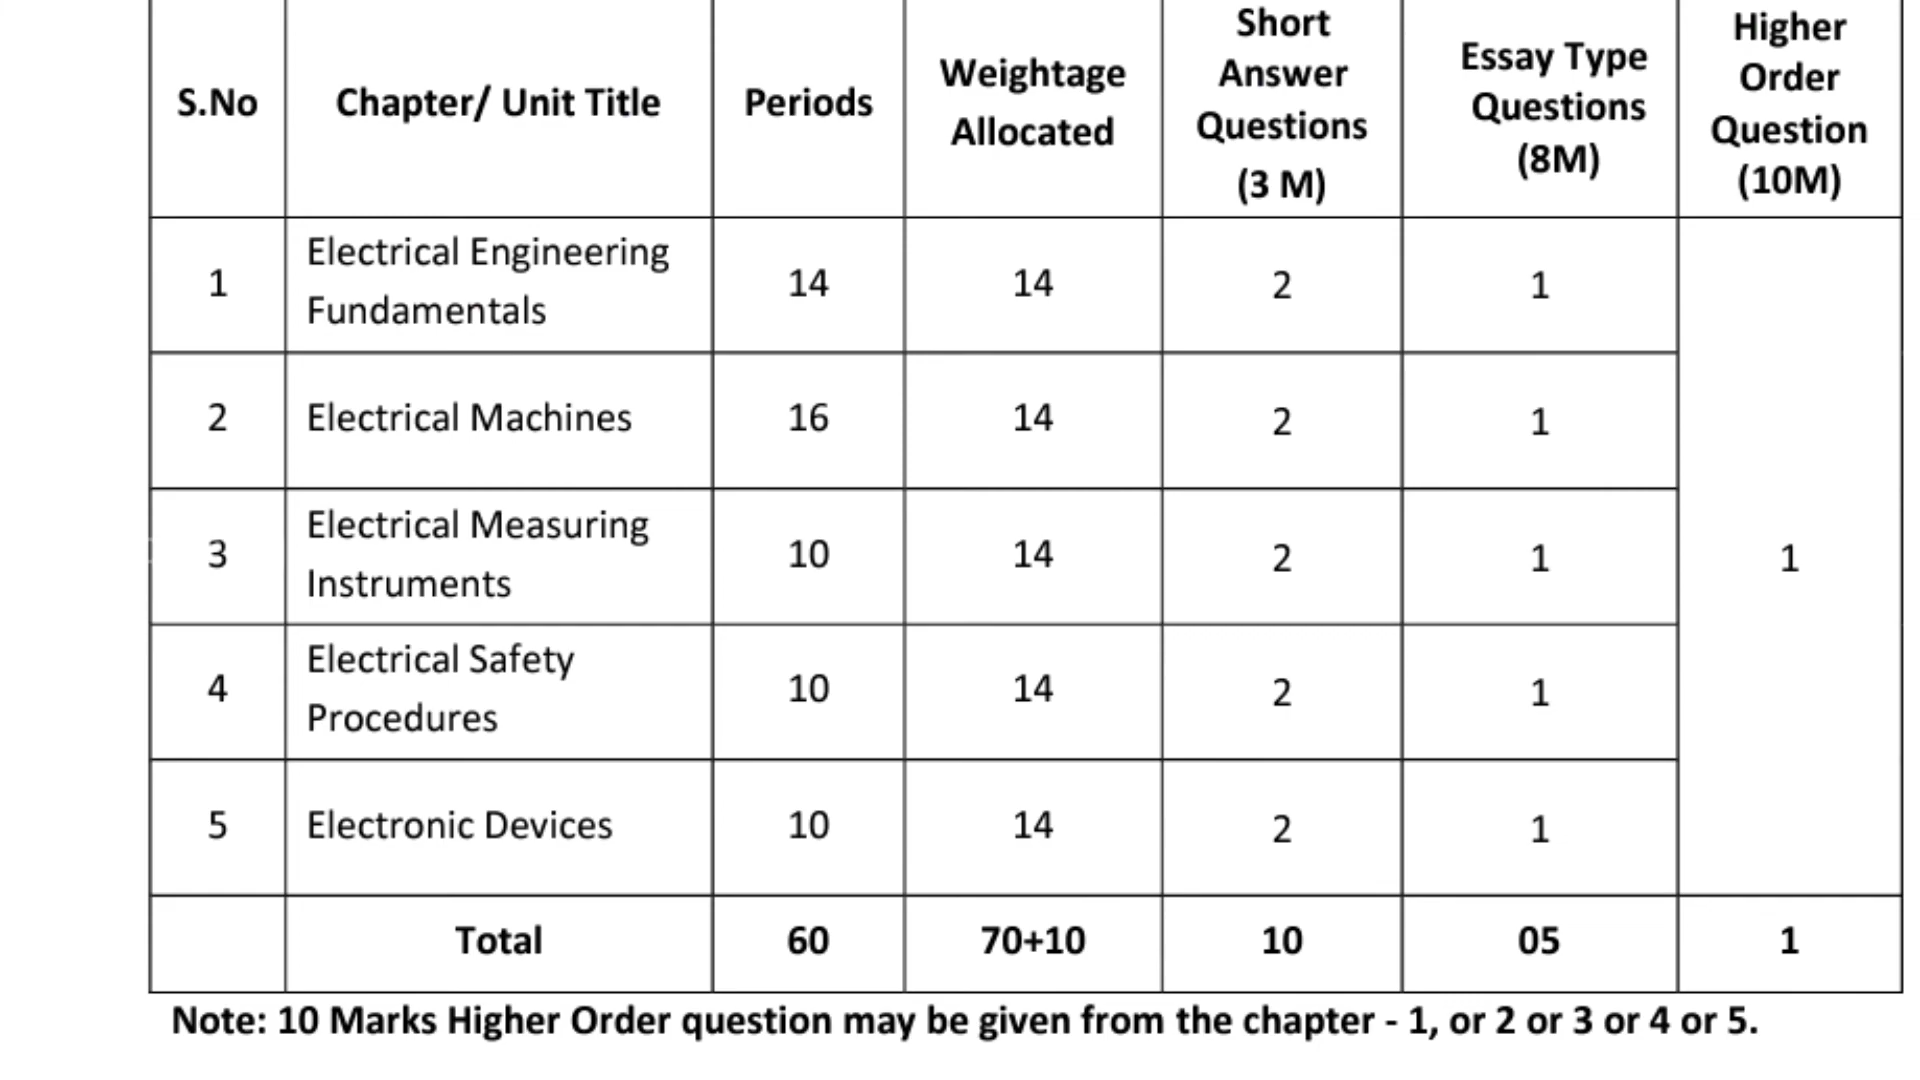 S.No
Chapter/ Unit Title
Periods
Weightage
Allocated
Short
Answer
Questions
(3 M)
Essay Type
Questions
(8M)
Higher
Order
Question
(10M)
1
Electrical Engineering
Fundamentals
14
14
2
1
2
Electrical Machines
16
14
2
1
3
Electrical Measuring
Instruments
10
14
2
1
1
4
Electrical Safety
Procedures
10
14
2
1
5
Electronic Devices
10
14
2
1
Total
60
70+10
10
05
1
Note: 10 Marks Higher Order question may be given from the chapter - 1, or 2 or 3 or 4 or 5.